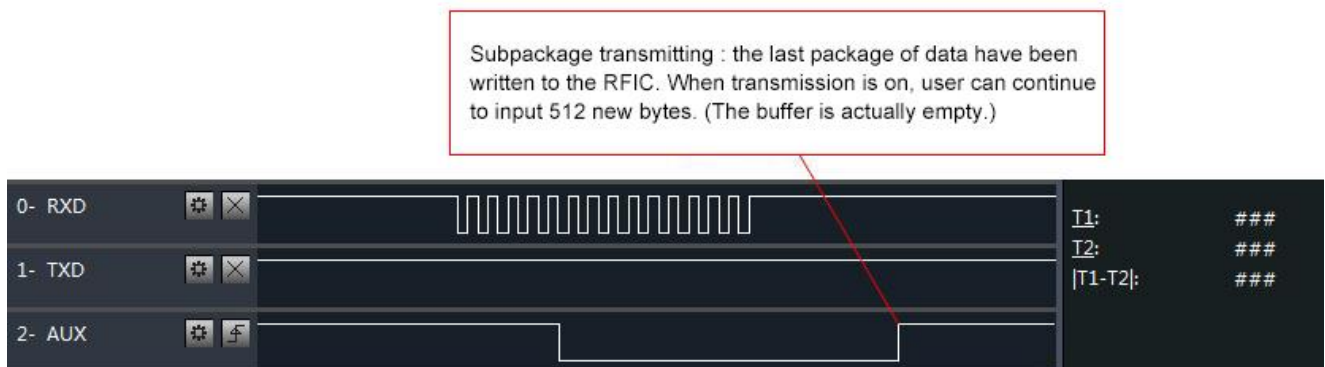 Subpackage transmitting : the last package of data have been
written to the RFIC. When transmission is on, user can continue
to input 512 new bytes. (The buffer is actually empty.)
0- RXD
1- TXD
2- AUX
T1: ###
T2: ###
|T1-T2|: ###